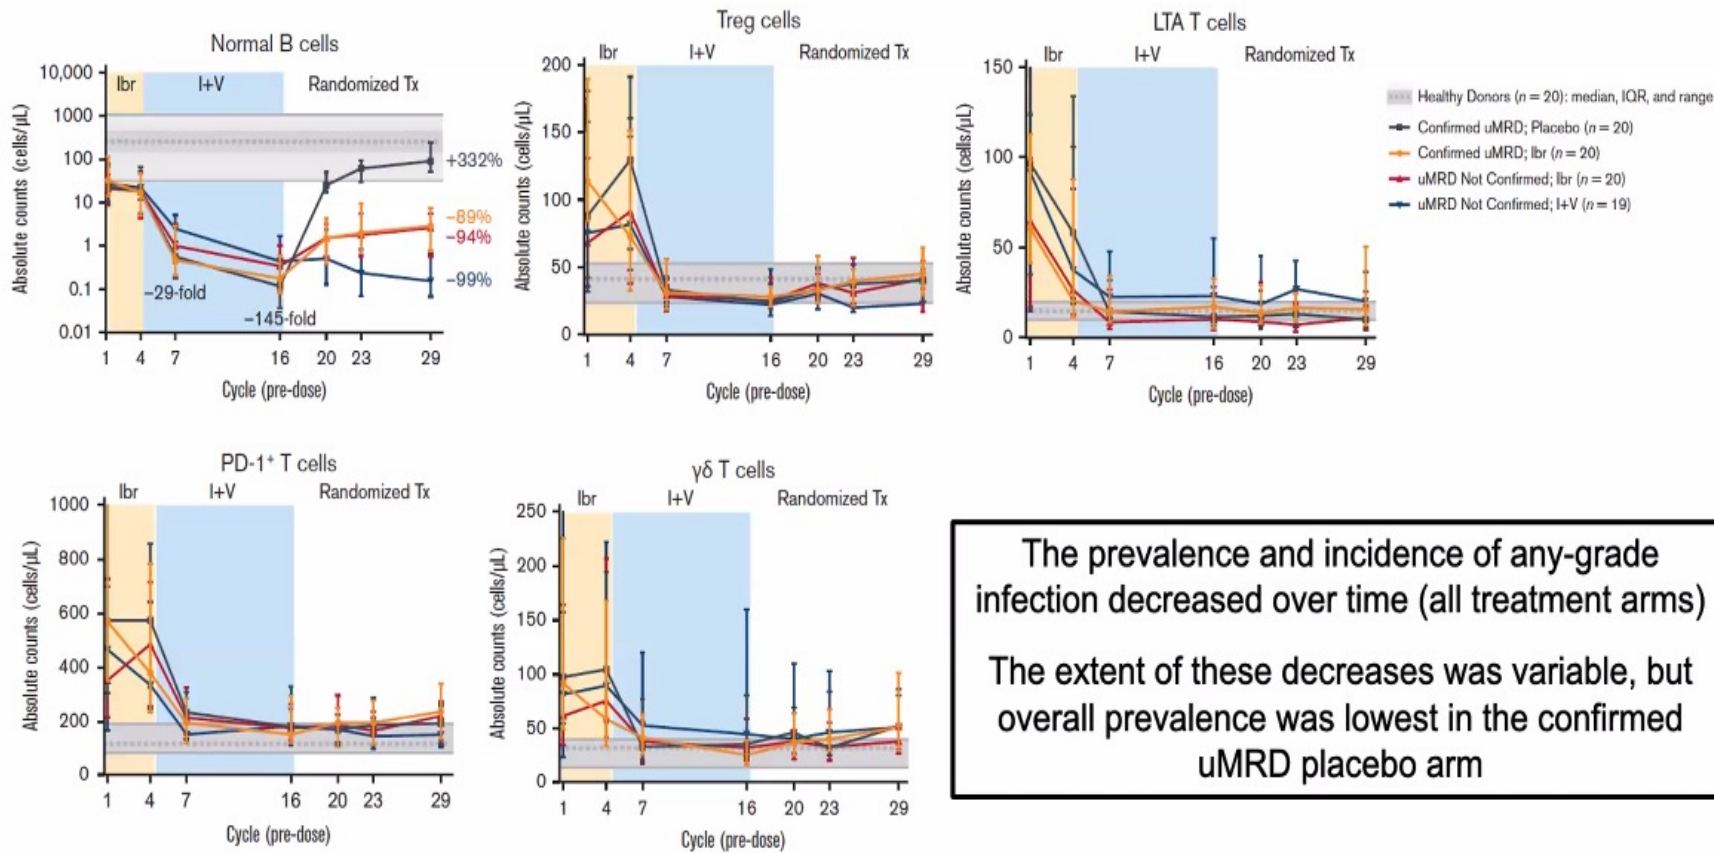 Normal B cells
Ibr I+V Randomized Tx
Absolute counts (cells/μL)
10,000
1000
100
10
1
0.1
0.01
+332%
−89%
−94%
−99%
−29-fold
−145-fold
1 4 7 16 20 23 29
Cycle (pre-dose)
Treg cells
Ibr I+V Randomized Tx
Absolute counts (cells/μL)
200
150
100
50
0
1 4 7 16 20 23 29
Cycle (pre-dose)
LTA T cells
Ibr I+V Randomized Tx
Absolute counts (cells/μL)
150
100
50
0
1 4 7 16 20 23 29
Cycle (pre-dose)
Healthy Donors (n = 20): median, IQR, and range
Confirmed uMRD; Placebo (n = 20)
Confirmed uMRD; Ibr (n = 20)
uMRD Not Confirmed; Ibr (n = 20)
uMRD Not Confirmed; I+V (n = 19)
PD-1⁺ T cells
Ibr I+V Randomized Tx
Absolute counts (cells/μL)
1000
800
600
400
200
0
1 4 7 16 20 23 29
Cycle (pre-dose)
γδ T cells
Ibr I+V Randomized Tx
Absolute counts (cells/μL)
250
200
150
100
50
0
1 4 7 16 20 23 29
Cycle (pre-dose)
The prevalence and incidence of any-grade
infection decreased over time (all treatment arms)
The extent of these decreases was variable, but
overall prevalence was lowest in the confirmed
uMRD placebo arm